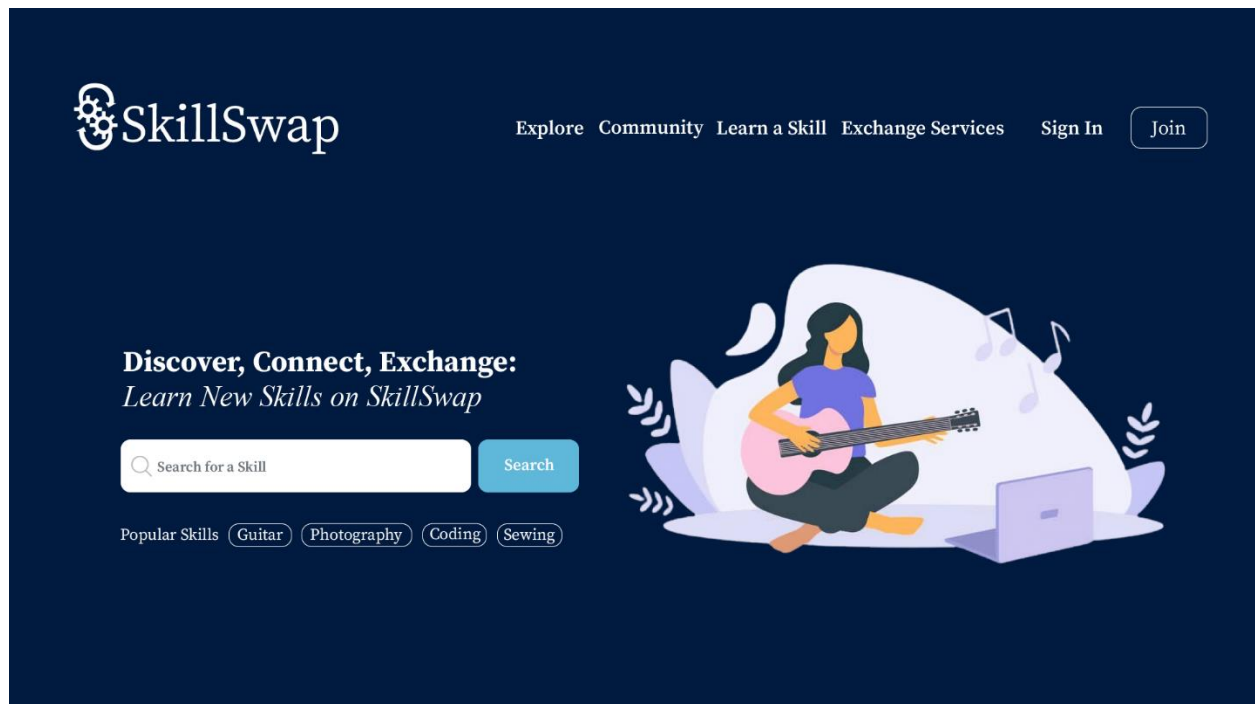 SkillSwap
Explore Community Learn a Skill Exchange Services Sign In Join
Discover, Connect, Exchange:
Learn New Skills on SkillSwap
Search for a Skill Search
Popular Skills Guitar Photography Coding Sewing